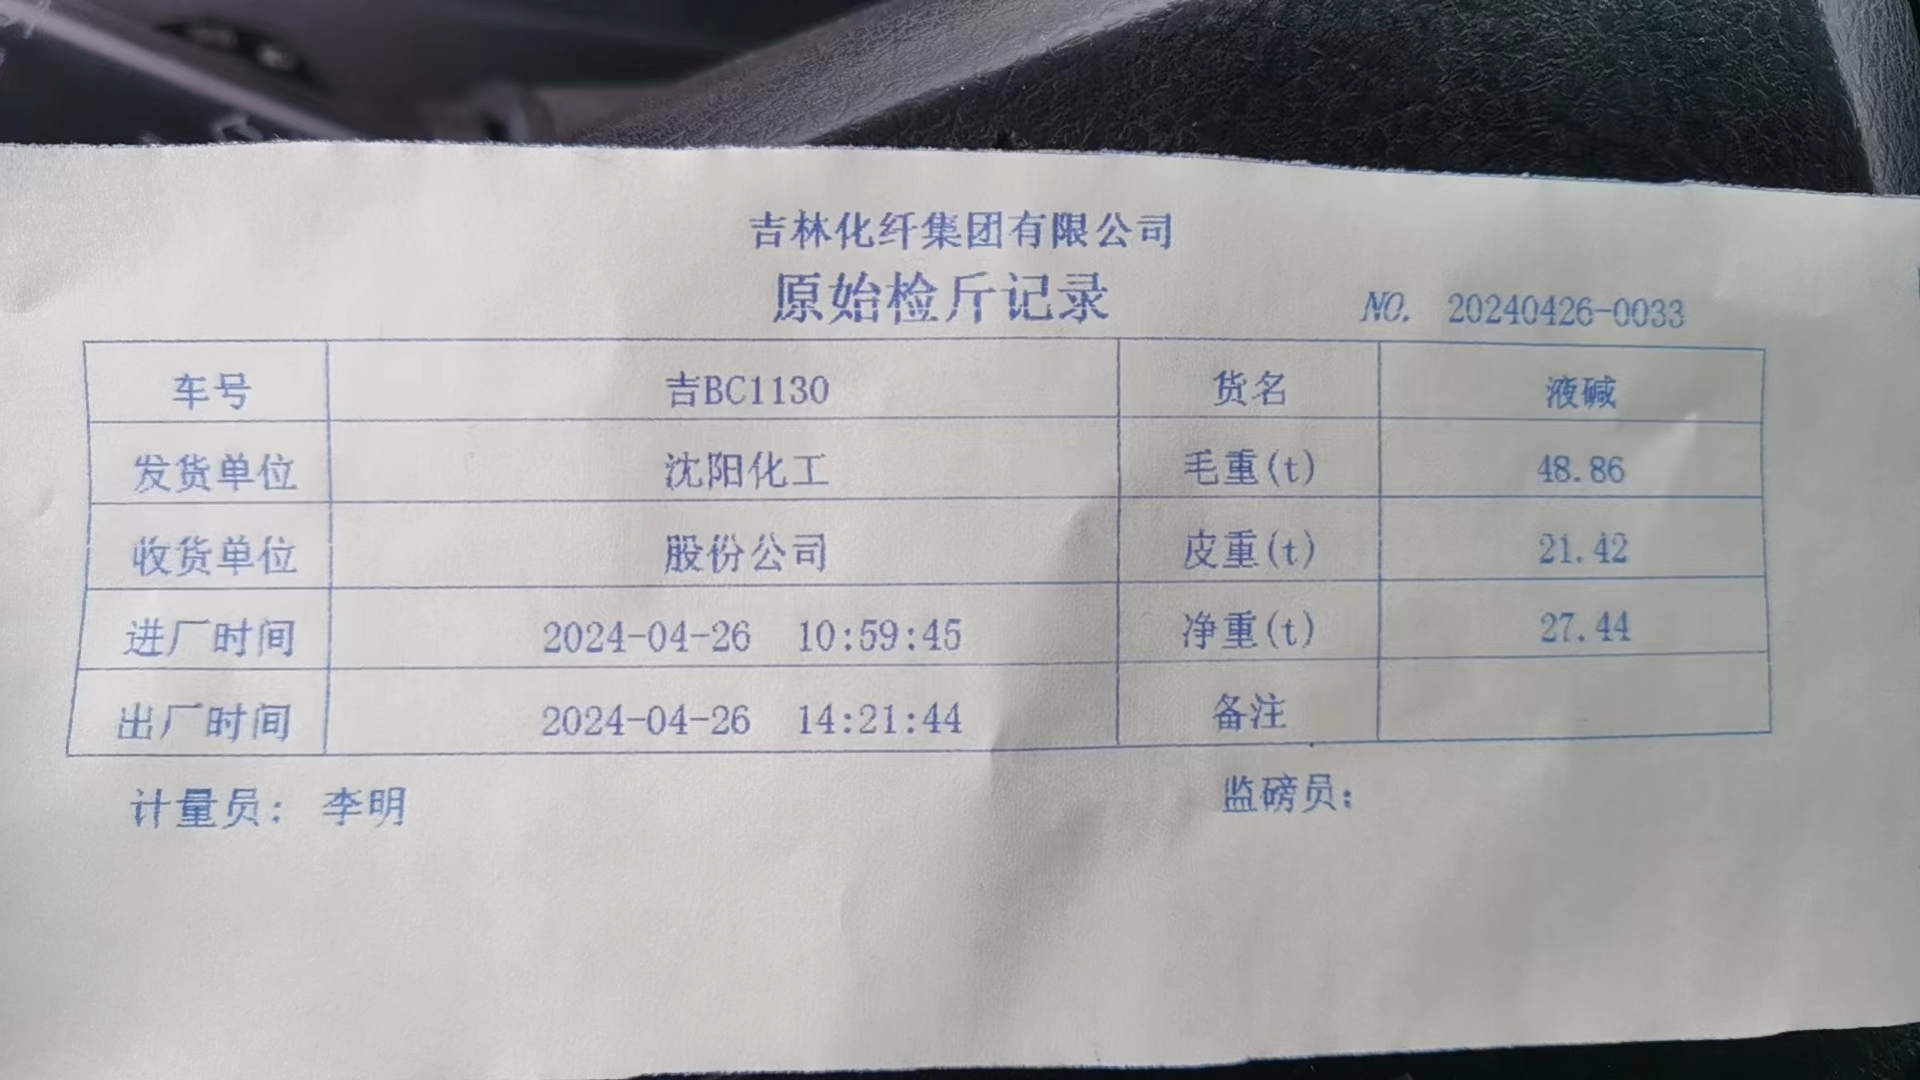 吉林化纤集团有限公司
原始检斤记录 NO. 20240426-0033
车号 吉BC1130 货名 液碱
发货单位 沈阳化工 毛重(t) 48.86
收货单位 股份公司 皮重(t) 21.42
进厂时间 2024-04-26 10:59:45 净重(t) 27.44
出厂时间 2024-04-26 14:21:44 备注
计量员: 李明 监磅员: